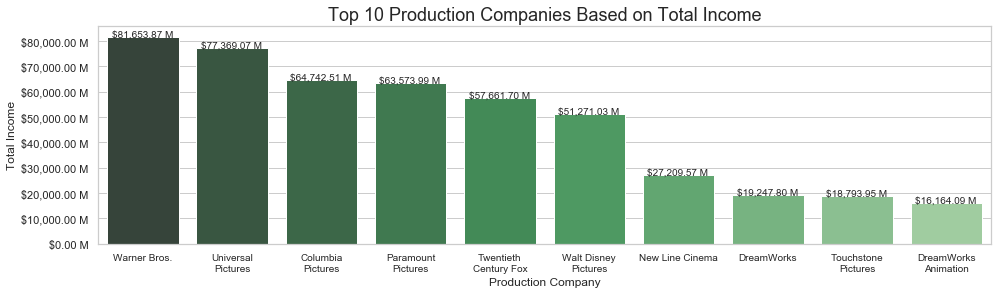 Top 10 Production Companies Based on Total Income
Total Income
$80,000.00 M
$70,000.00 M
$60,000.00 M
$50,000.00 M
$40,000.00 M
$30,000.00 M
$20,000.00 M
$10,000.00 M
$0.00 M
$81,653.87 M
$77,369.07 M
$64,742.51 M
$63,573.99 M
$57,661.70 M
$51,271.03 M
$27,209.57 M
$19,247.80 M
$18,793.95 M
$16,164.09 M
Warner Bros.
Universal
Pictures
Columbia
Pictures
Paramount
Pictures
Twentieth
Century Fox
Walt Disney
Pictures
New Line Cinema
DreamWorks
Touchstone
Pictures
DreamWorks
Animation
Production Company